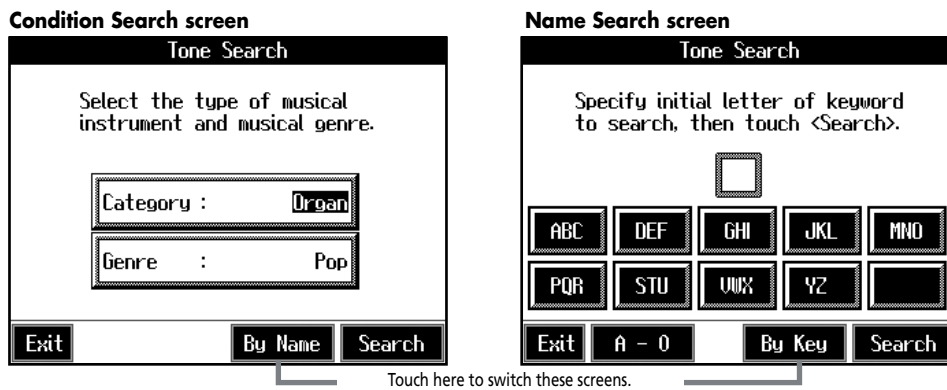 Condition Search screen
Tone Search
Select the type of musical
instrument and musical genre.
Category : Organ
Genre : Pop
Exit By Name Search
Name Search screen
Tone Search
Specify initial letter of keyword
to search, then touch <Search>.
ABC DEF GHI JKL MNO
PQR STU VWX YZ
Exit A - O By Key Search
Touch here to switch these screens.